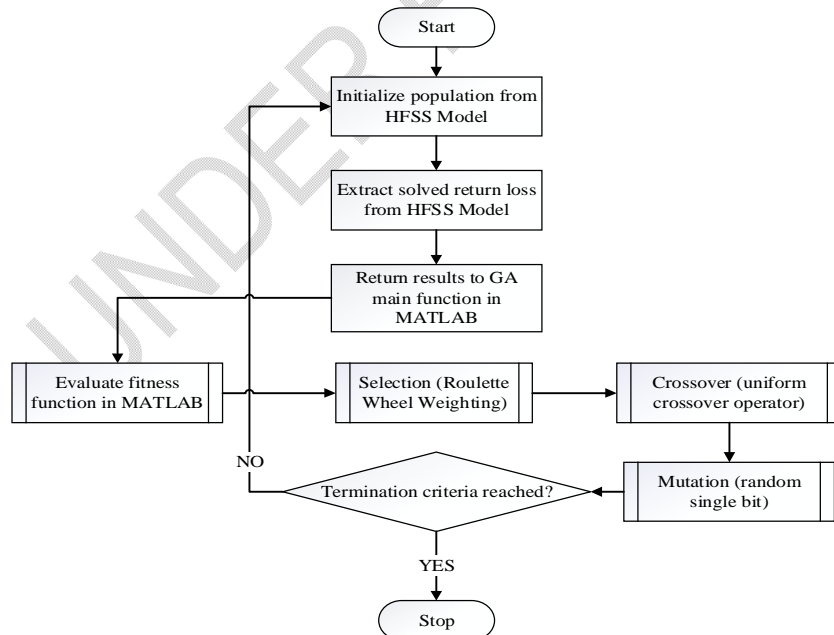 Start
Initialize population from
HFSS Model
Extract solved return loss
from HFSS Model
Return results to GA
main function in
MATLAB
Evaluate fitness
function in MATLAB
Selection (Roulette
Wheel Weighting)
Crossover (uniform
crossover operator)
Mutation (random
single bit)
Termination criteria reached?
NO
YES
Stop
UNDER